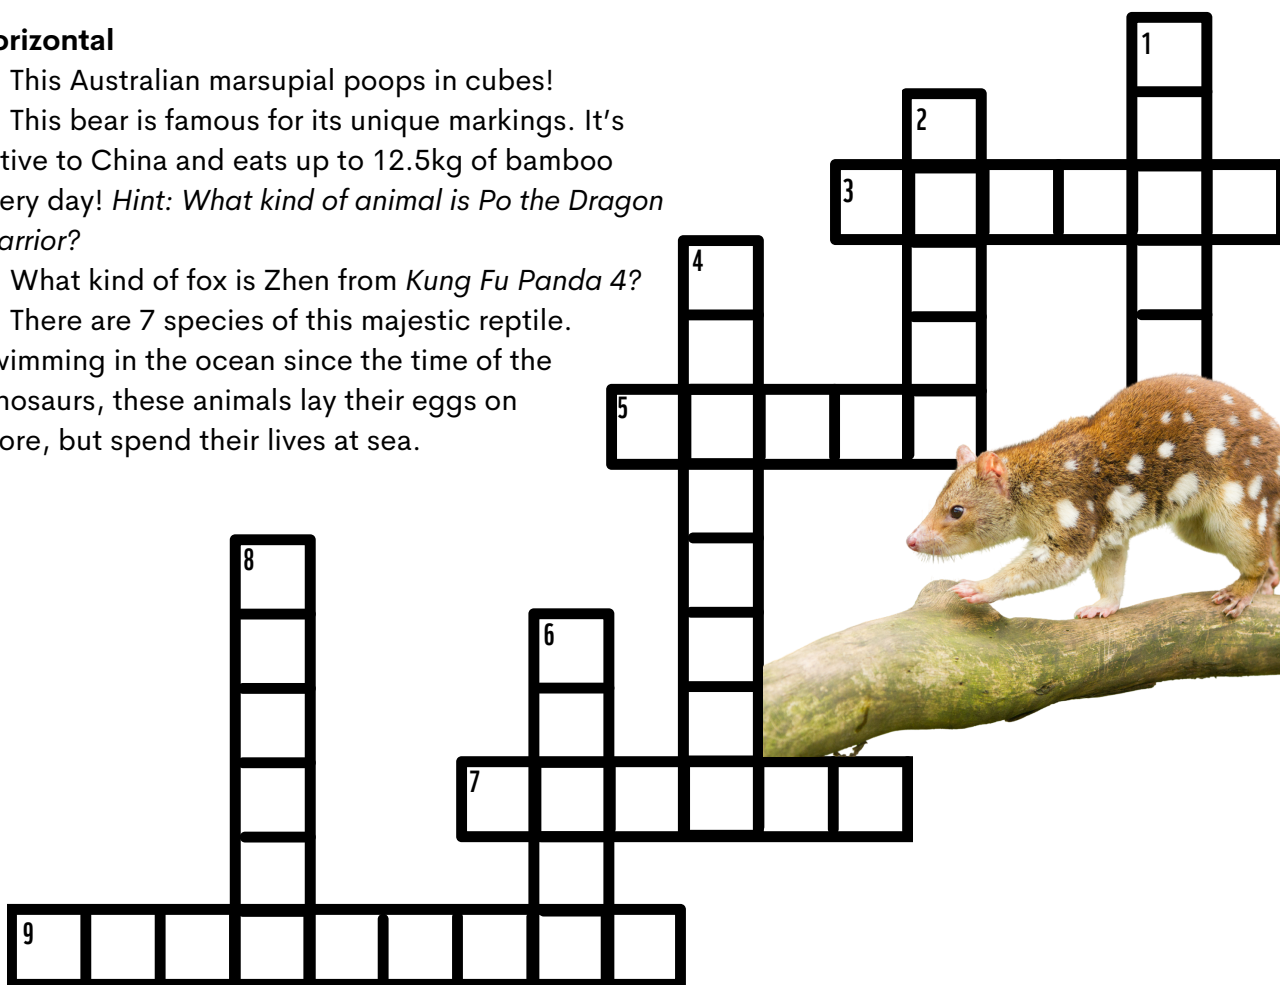 orizontal
This Australian marsupial poops in cubes!
This bear is famous for its unique markings. It’s
tive to China and eats up to 12.5kg of bamboo
ery day! Hint: What kind of animal is Po the Dragon
arrior?
What kind of fox is Zhen from Kung Fu Panda 4?
There are 7 species of this majestic reptile.
wimming in the ocean since the time of the
nosaurs, these animals lay their eggs on
ore, but spend their lives at sea.
1
2
3
4
5
8
6
7
9